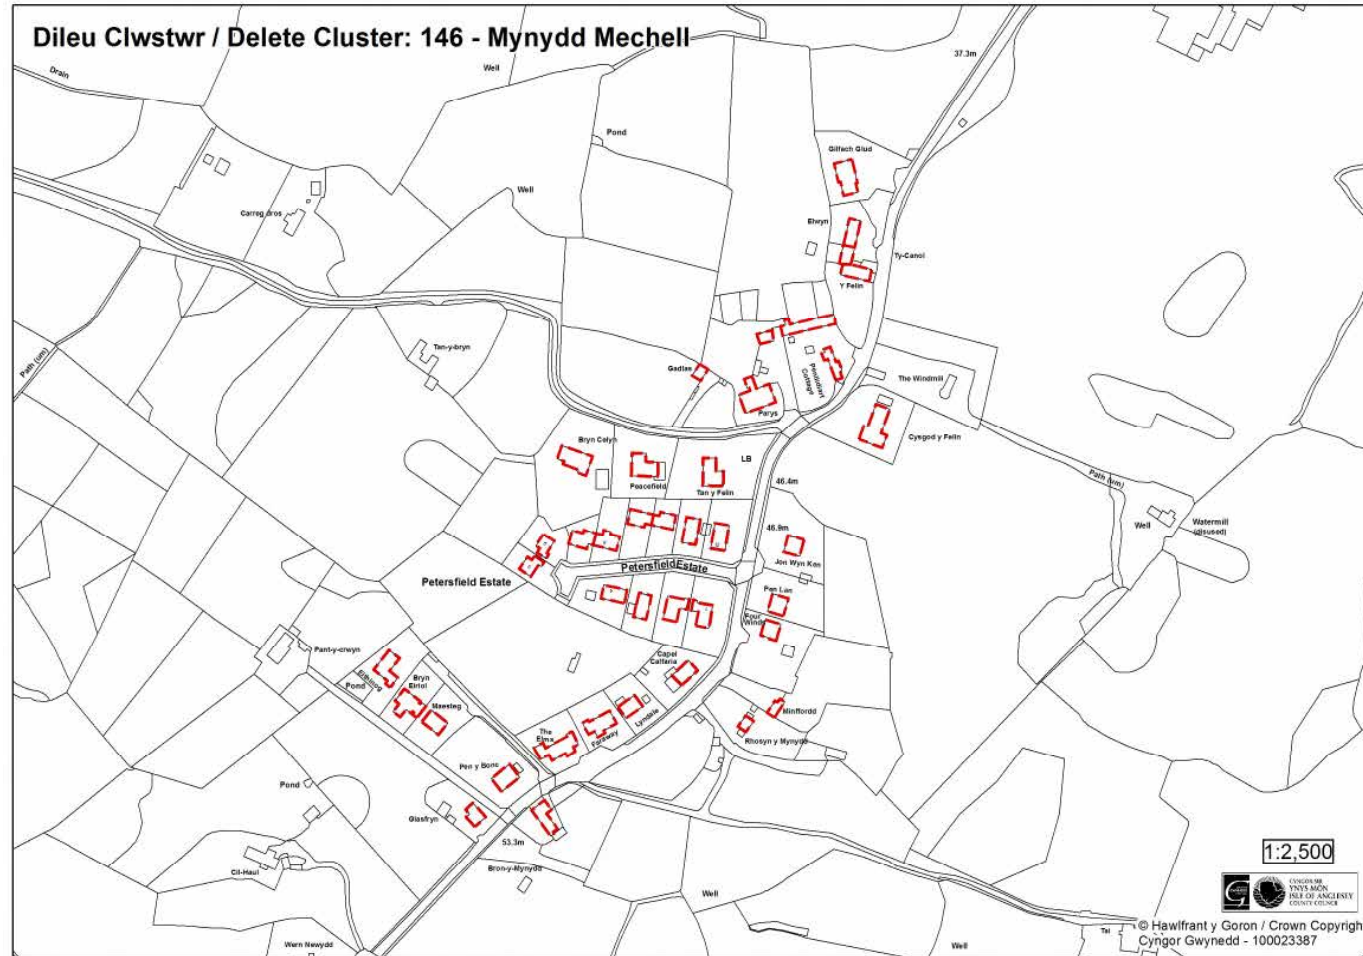 Dileu Clwstwr / Delete Cluster: 146 - Mynydd Mechell
37.3m
Drain
Well
Pond
Gilfach Glud
Well
Carreg dros
Elwyn
Ty-Canol
Y Felin
Tan-y-bryn
Path (um)
Gadlas
Cottage
The Windmill
Parys
Cysgod y Felin
Bryn Celyn
LB
Peacefield
Tan y Felin
46.4m
Path (um)
46.9m
Well
Watermill
(disused)
Jon Wyn Ken
Petersfield Estate
Petersfield Estate
Pen Lan
Four
Winds
Pant-y-crwyn
Capel
Calfaria
Bryn
Eiriol
Pond
Maesteg
Minffordd
Lyndale
The
Elms
Faraway
Rhosyn y Mynydd
Pen y Bonc
Pond
Glasfryn
53.3m
Cil-Haul
Bron-y-Mynydd
1:2,500
CYNGOR SIR
YNYS MÔN
ISLE OF ANGLESEY
COUNTY COUNCIL
Well
© Hawlfraint y Goron / Crown Copyrigh
Cyngor Gwynedd - 100023387
Wern Newydd
Well